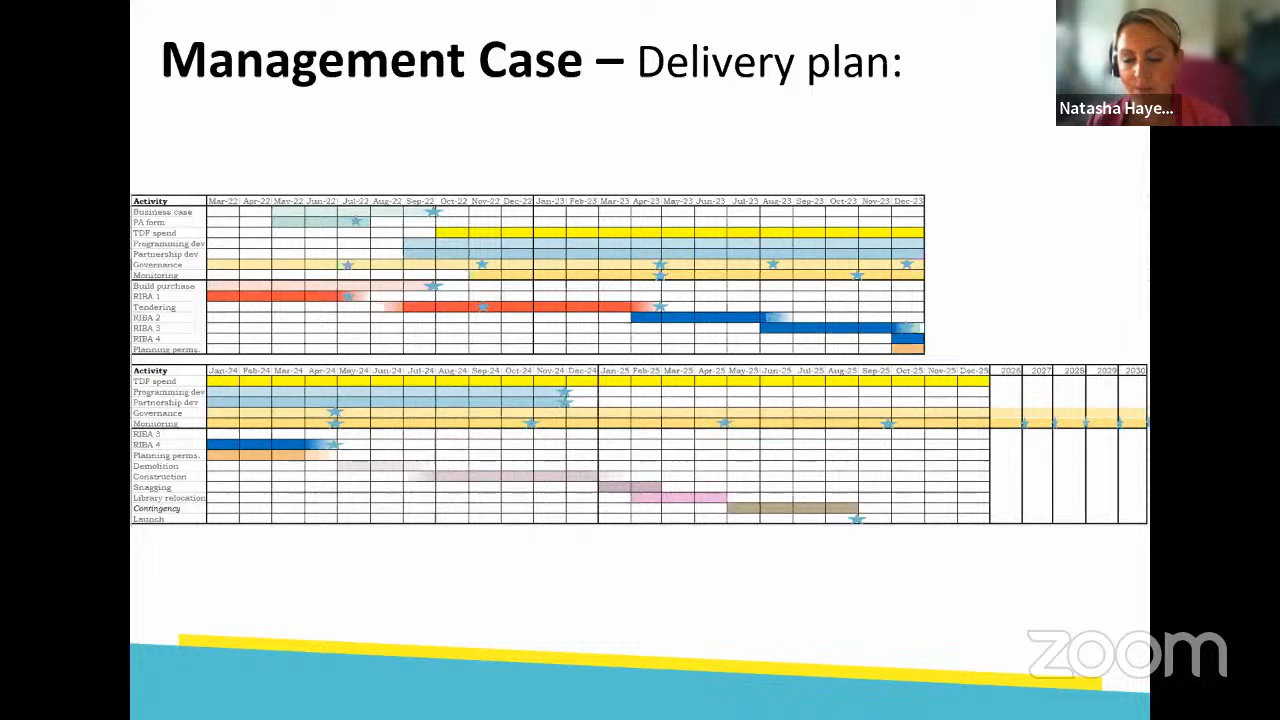 Management Case – Delivery plan:
Natasha Haye...
Activity Mar-22 Apr-22 May-22 Jun-22 Jul-22 Aug-22 Sep-22 Oct-22 Nov-22 Dec-22 Jan-23 Feb-23 Mar-23 Apr-23 May-23 Jun-23 Jul-23 Aug-23 Sep-23 Oct-23 Nov-23 Dec-23
Business case
PA form
TDF spend
Programming dev
Partnership dev
Governance
Monitoring
Build purchase
RIBA 1
Tendering
RIBA 2
RIBA 3
RIBA 4
Planning perms.
Activity Jan-24 Feb-24 Mar-24 Apr-24 May-24 Jun-24 Jul-24 Aug-24 Sep-24 Oct-24 Nov-24 Dec-24 Jan-25 Feb-25 Mar-25 Apr-25 May-25 Jun-25 Jul-25 Aug-25 Sep-25 Oct-25 Nov-25 Dec-25 2026 2027 2028 2029 2030
TDF spend
Programming dev
Partnership dev
Governance
Monitoring
RIBA 3
RIBA 4
Planning perms.
Demolition
Construction
Snagging
Library relocation
Contingency
Launch
zoom